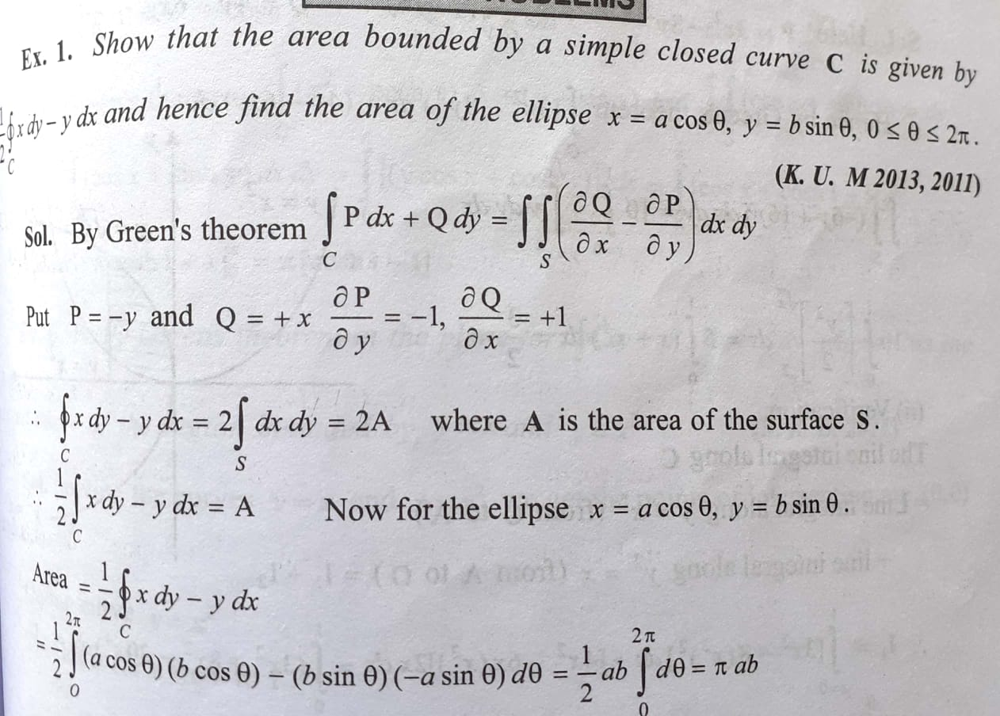 Ex. 1. Show that the area bounded by a simple closed curve C is given by
1/2 ∮_C x dy – y dx and hence find the area of the ellipse x = a cos θ, y = b sin θ, 0 ≤ θ ≤ 2π.
(K. U. M 2013, 2011)
Sol. By Green's theorem ∫_C P dx + Q dy = ∬_S (∂Q/∂x – ∂P/∂y) dx dy
Put P = –y and Q = + x ∂P/∂y = –1, ∂Q/∂x = +1
∴ ∮_C x dy – y dx = 2 ∫_S dx dy = 2A where A is the area of the surface S.
∴ 1/2 ∫_C x dy – y dx = A Now for the ellipse x = a cos θ, y = b sin θ.
Area = 1/2 ∮_C x dy – y dx
= 1/2 ∫_0^{2π} (a cos θ) (b cos θ) – (b sin θ) (–a sin θ) dθ = 1/2 ab ∫_0^{2π} dθ = π ab